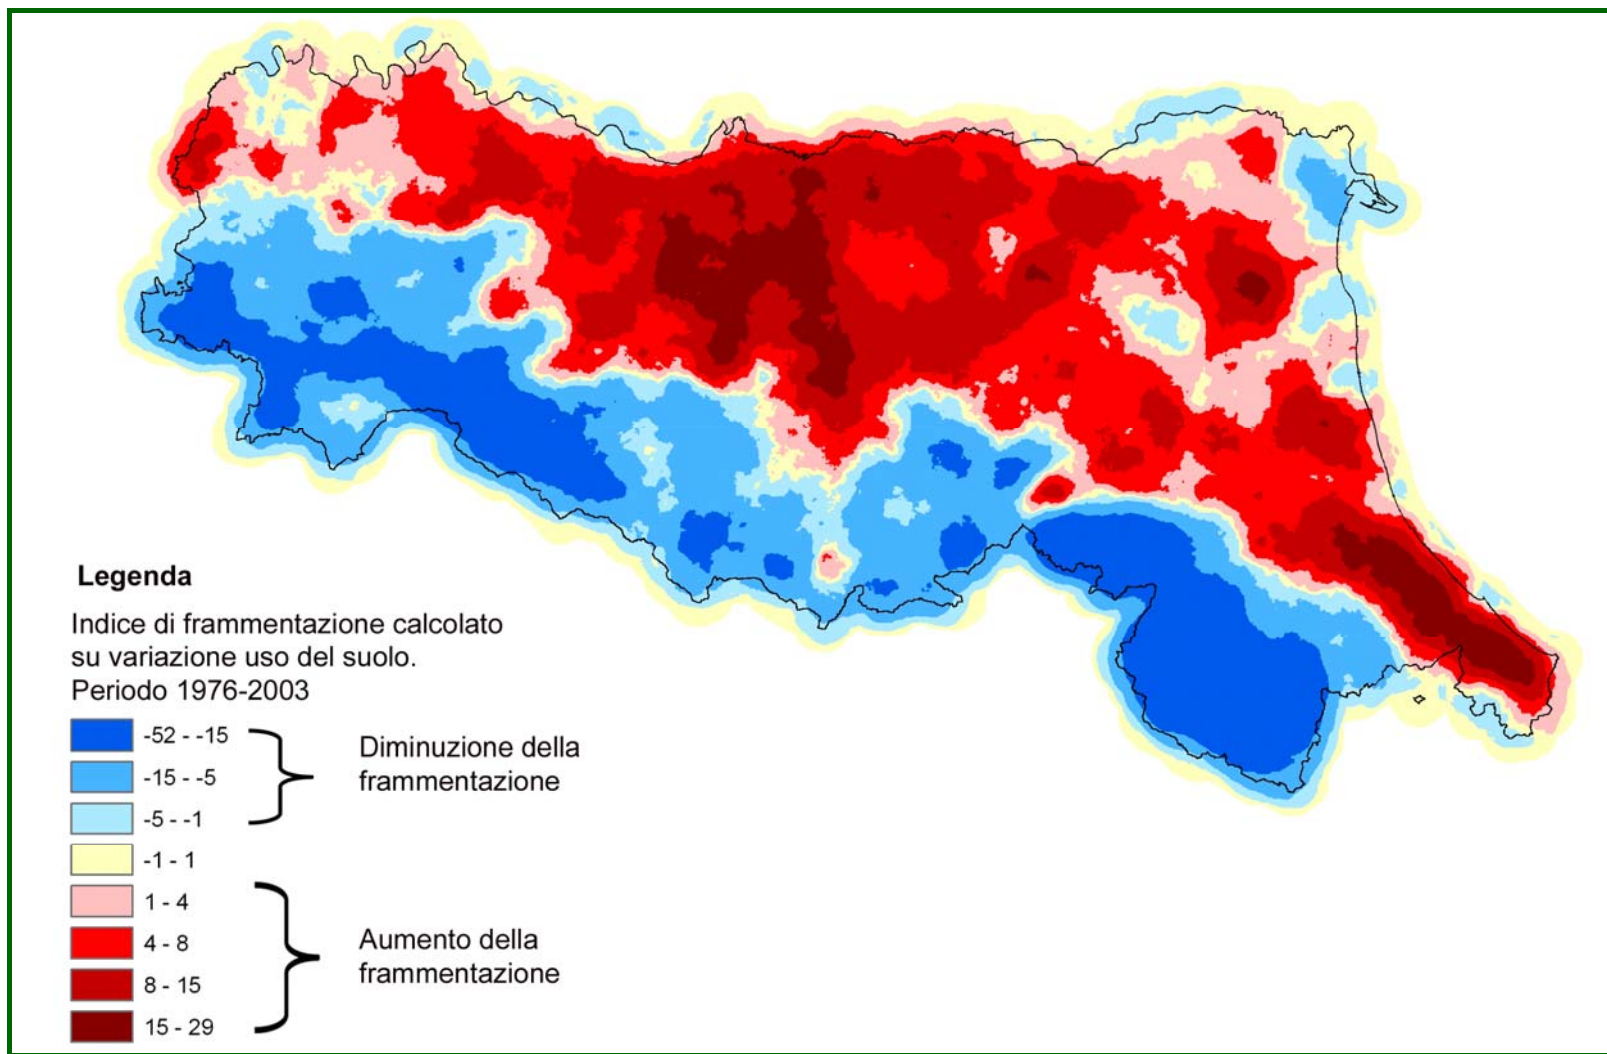 Legenda
Indice di frammentazione calcolato
su variazione uso del suolo.
Periodo 1976-2003
-52 - -15
-15 - -5
-5 - -1
-1 - 1
1 - 4
4 - 8
8 - 15
15 - 29
Diminuzione della
frammentazione
Aumento della
frammentazione